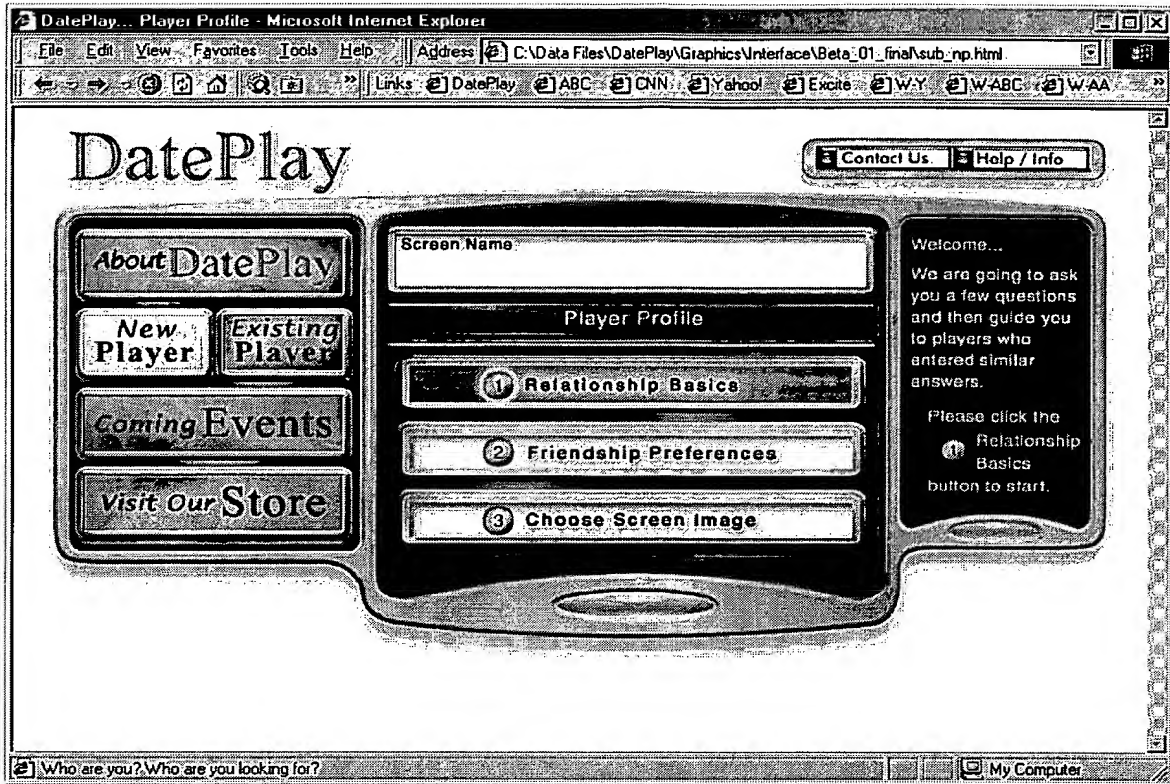 DatePlay... Player Profile - Microsoft Internet Explorer
File Edit View Favorites Tools Help Address C:\Data Files\DatePlay\Graphics\Interface\Beta_01_final\sub_np.html
Links DatePlay ABC CNN Yahoo! Excite W-Y W-ABC W-AA
DatePlay
Contact Us. Help / Info
About DatePlay
New Player
Existing Player
Coming Events
Visit Our Store
Screen Name
Player Profile
1 Relationship Basics
2 Friendship Preferences
3 Choose Screen Image
Welcome...
We are going to ask
you a few questions
and then guide you
to players who
entered similar
answers.
Please click the
1 Relationship
Basics
button to start.
Who are you? Who are you looking for?
My Computer